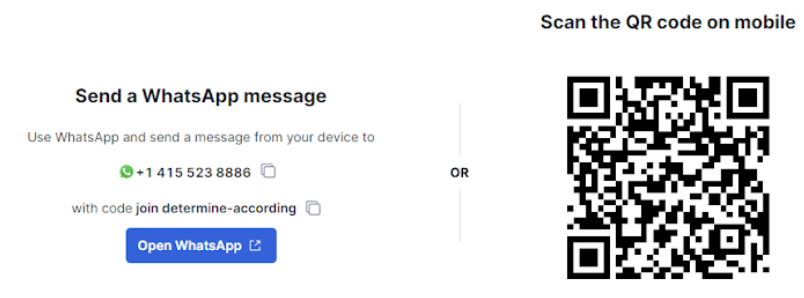 Scan the QR code on mobile
Send a WhatsApp message
Use WhatsApp and send a message from your device to
+1 415 523 8886
OR
with code join determine-according
Open WhatsApp